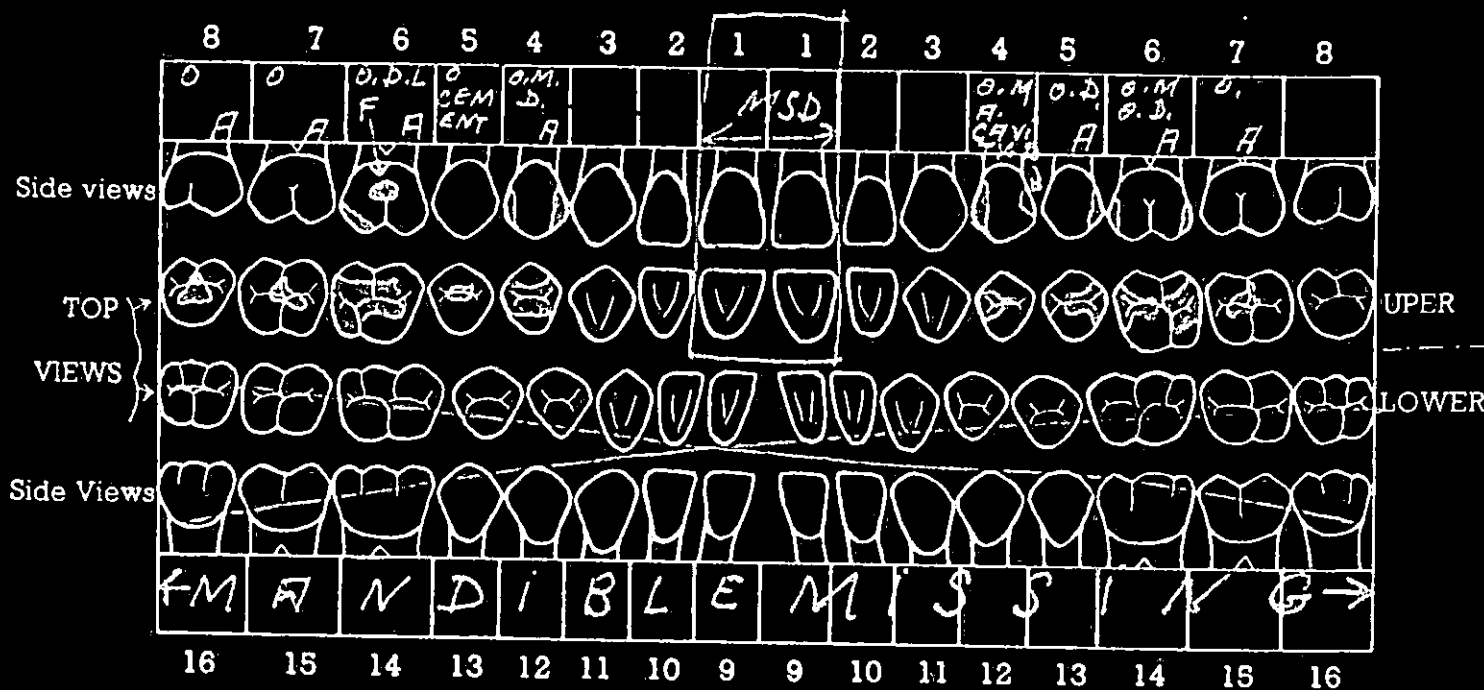 8 7 6 5 4 3 2 1 1 2 3 4 5 6 7 8
O A
O A
O.D.L
F A
O
CEM
ENT
O.M.
D.
A
MSD
O.M
A.
CAVI
O.D.
A
O.M
O.D.
A
O.
A
Side views
TOP
VIEWS
UPER
LOWER
Side Views
←MANDIBLE MISSING→
16 15 14 13 12 11 10 9 9 10 11 12 13 14 15 16